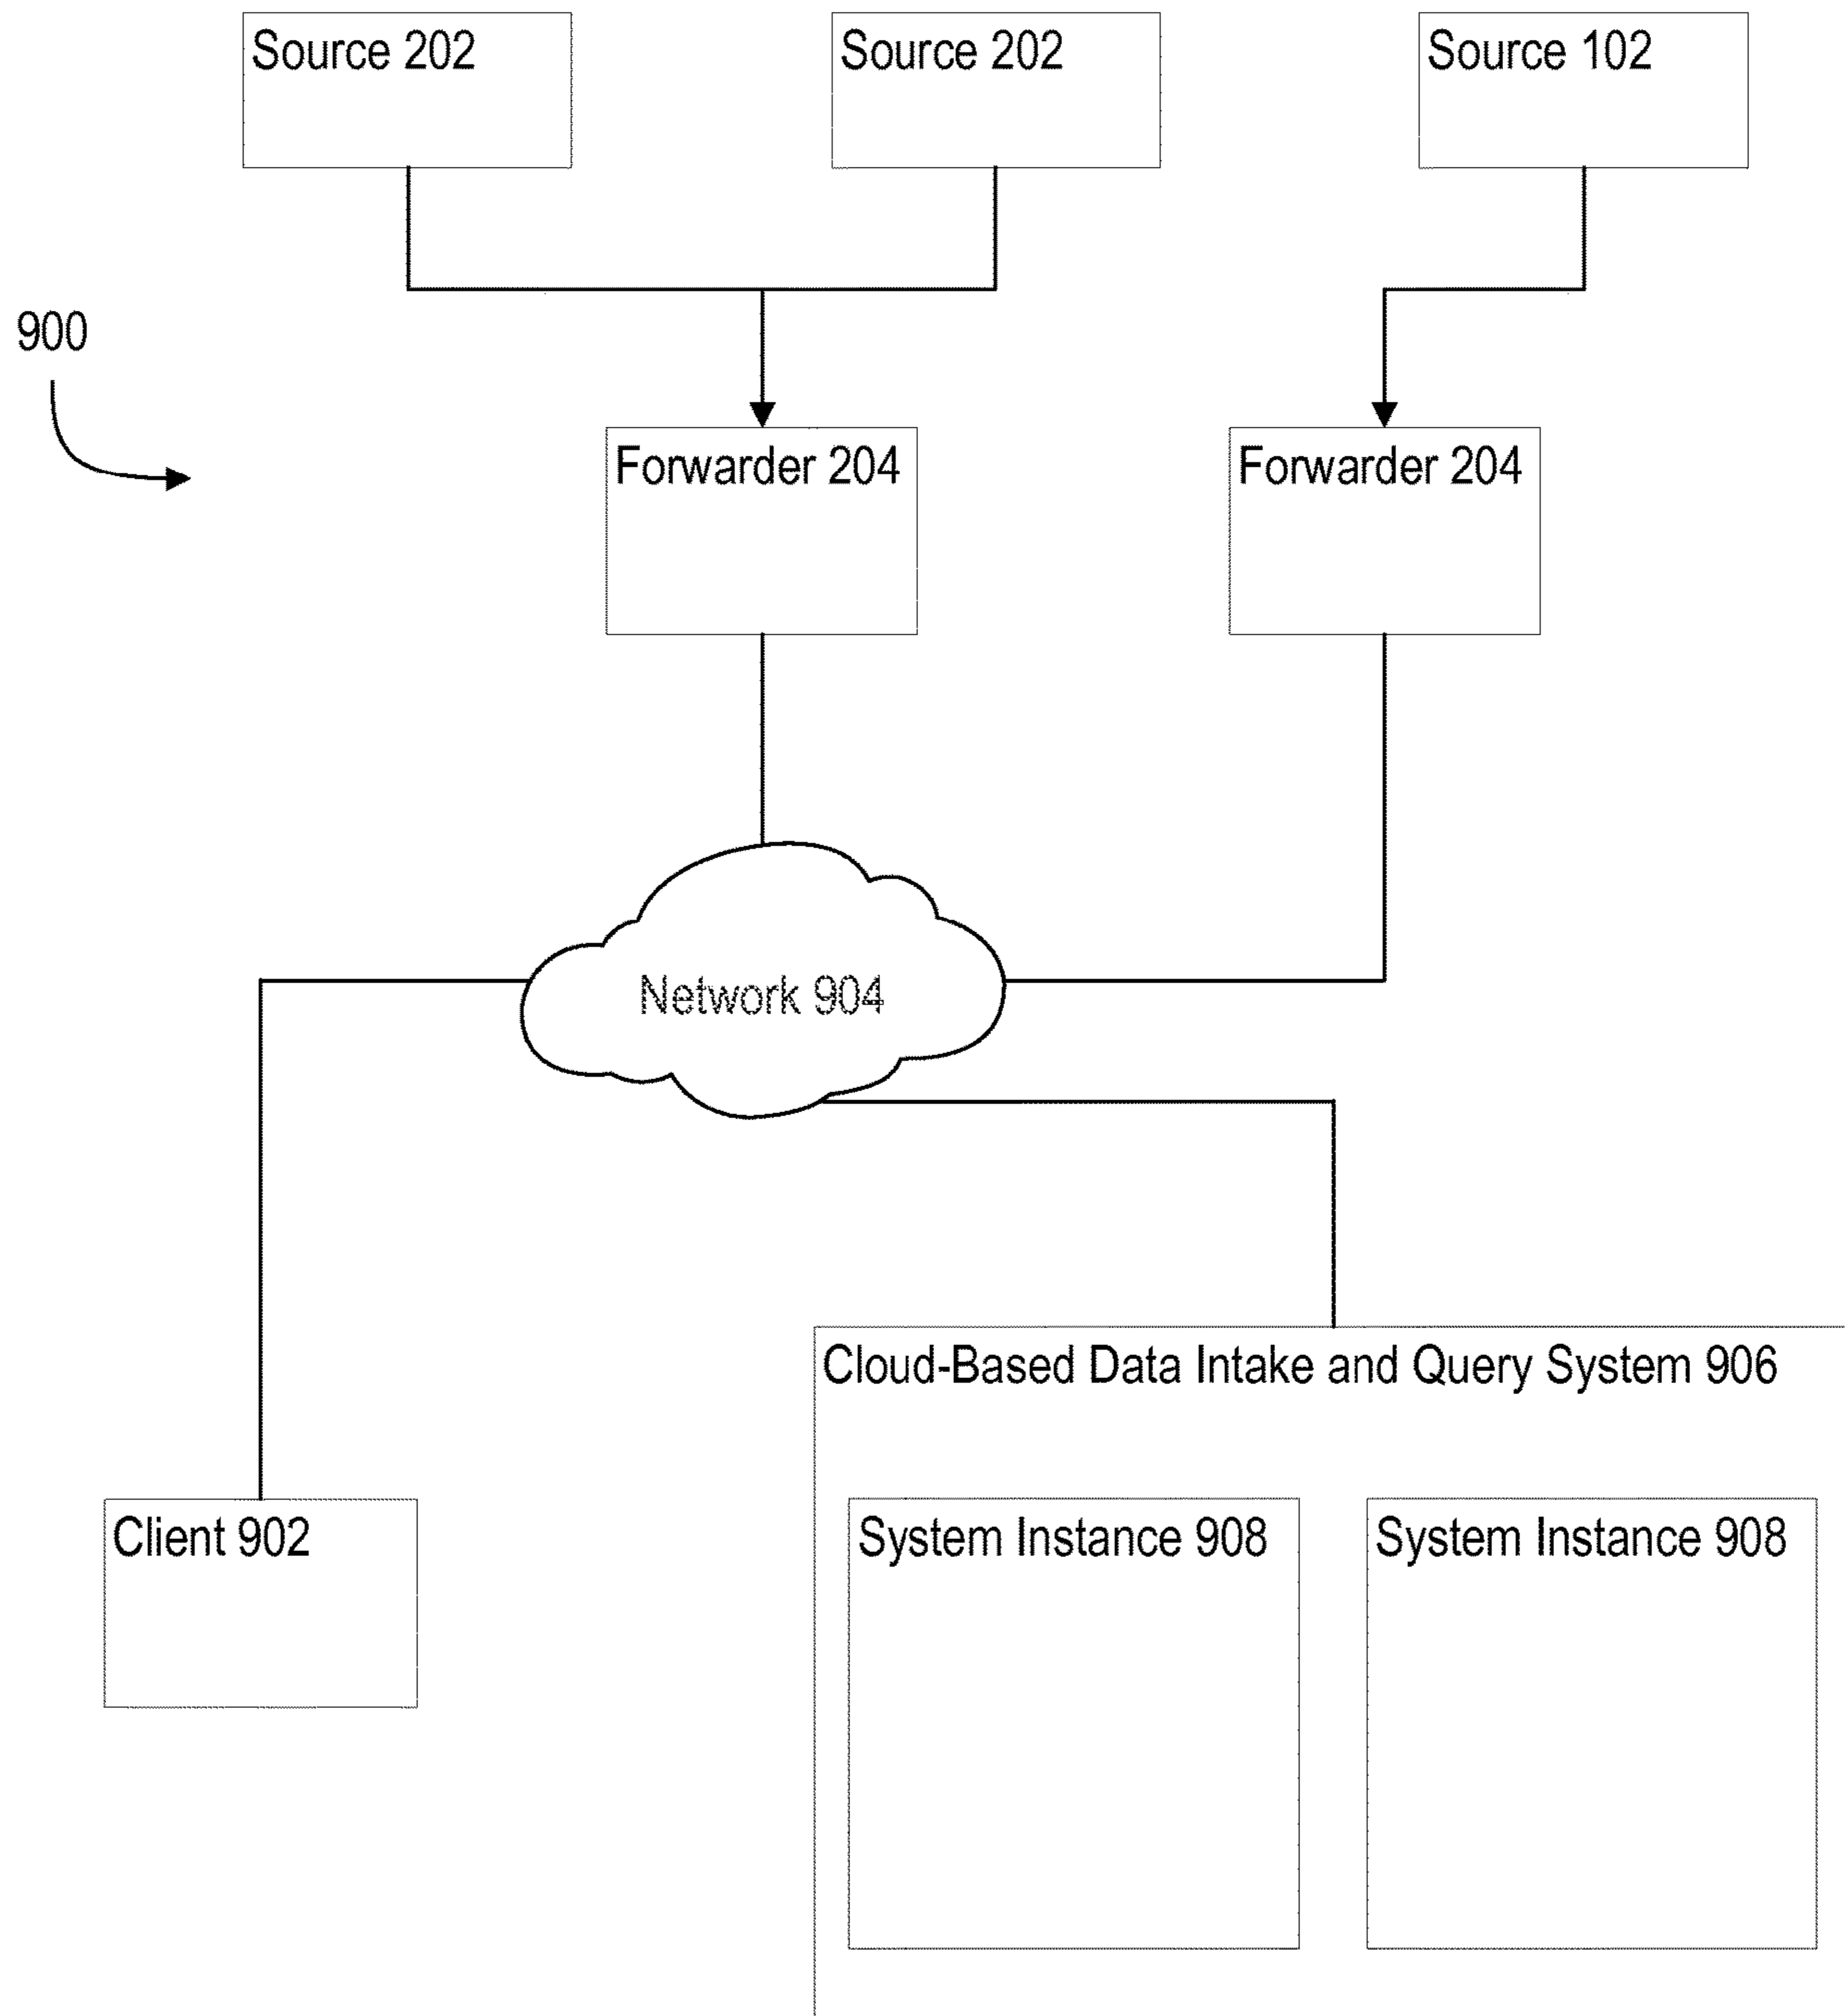 Source 202
Source 202
Source 102
900
Forwarder 204
Forwarder 204
Network 904
Cloud-Based Data Intake and Query System 906
Client 902
System Instance 908
System Instance 908